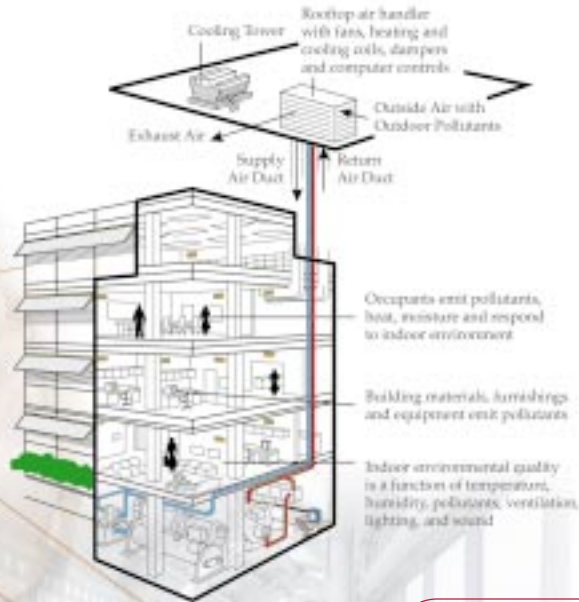 Cooling Tower
Rooftop air handler
with fans, heating and
cooling coils, dampers
and computer controls
Outside Air with
Outdoor Pollutants
Exhaust Air
Supply
Air Duct
Return
Air Duct
Occupants emit pollutants,
heat, moisture and respond
to indoor environment
Building materials, furnishings
and equipment emit pollutants
Indoor environmental quality
is a function of temperature,
humidity, pollutants, ventilation,
lighting, and sound